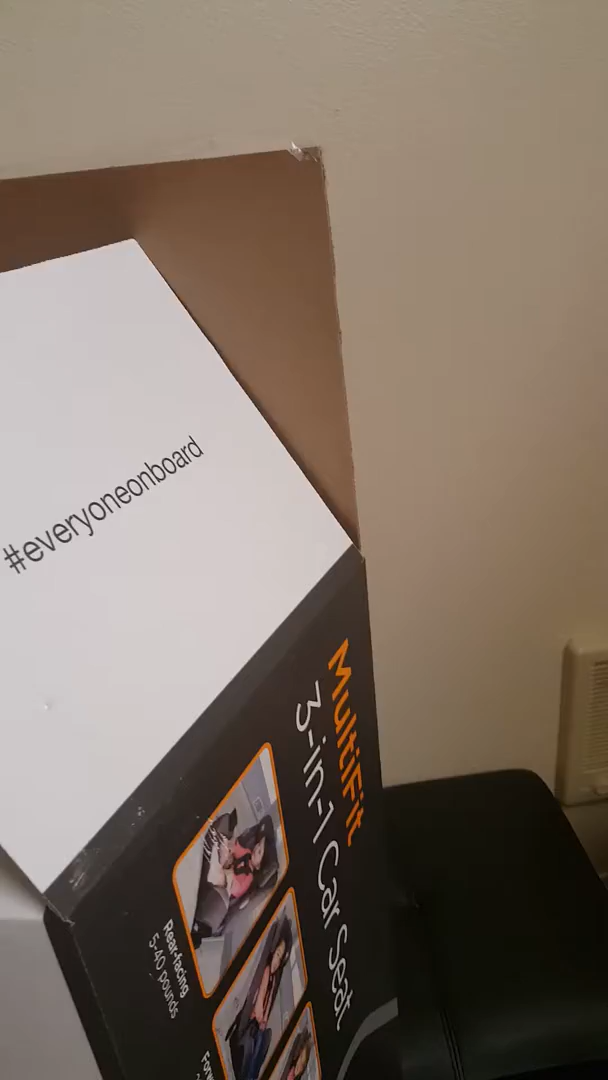 #everyoneonboard
MultiFit
3-in-1 Car Seat
Rear-facing
5-40 pounds